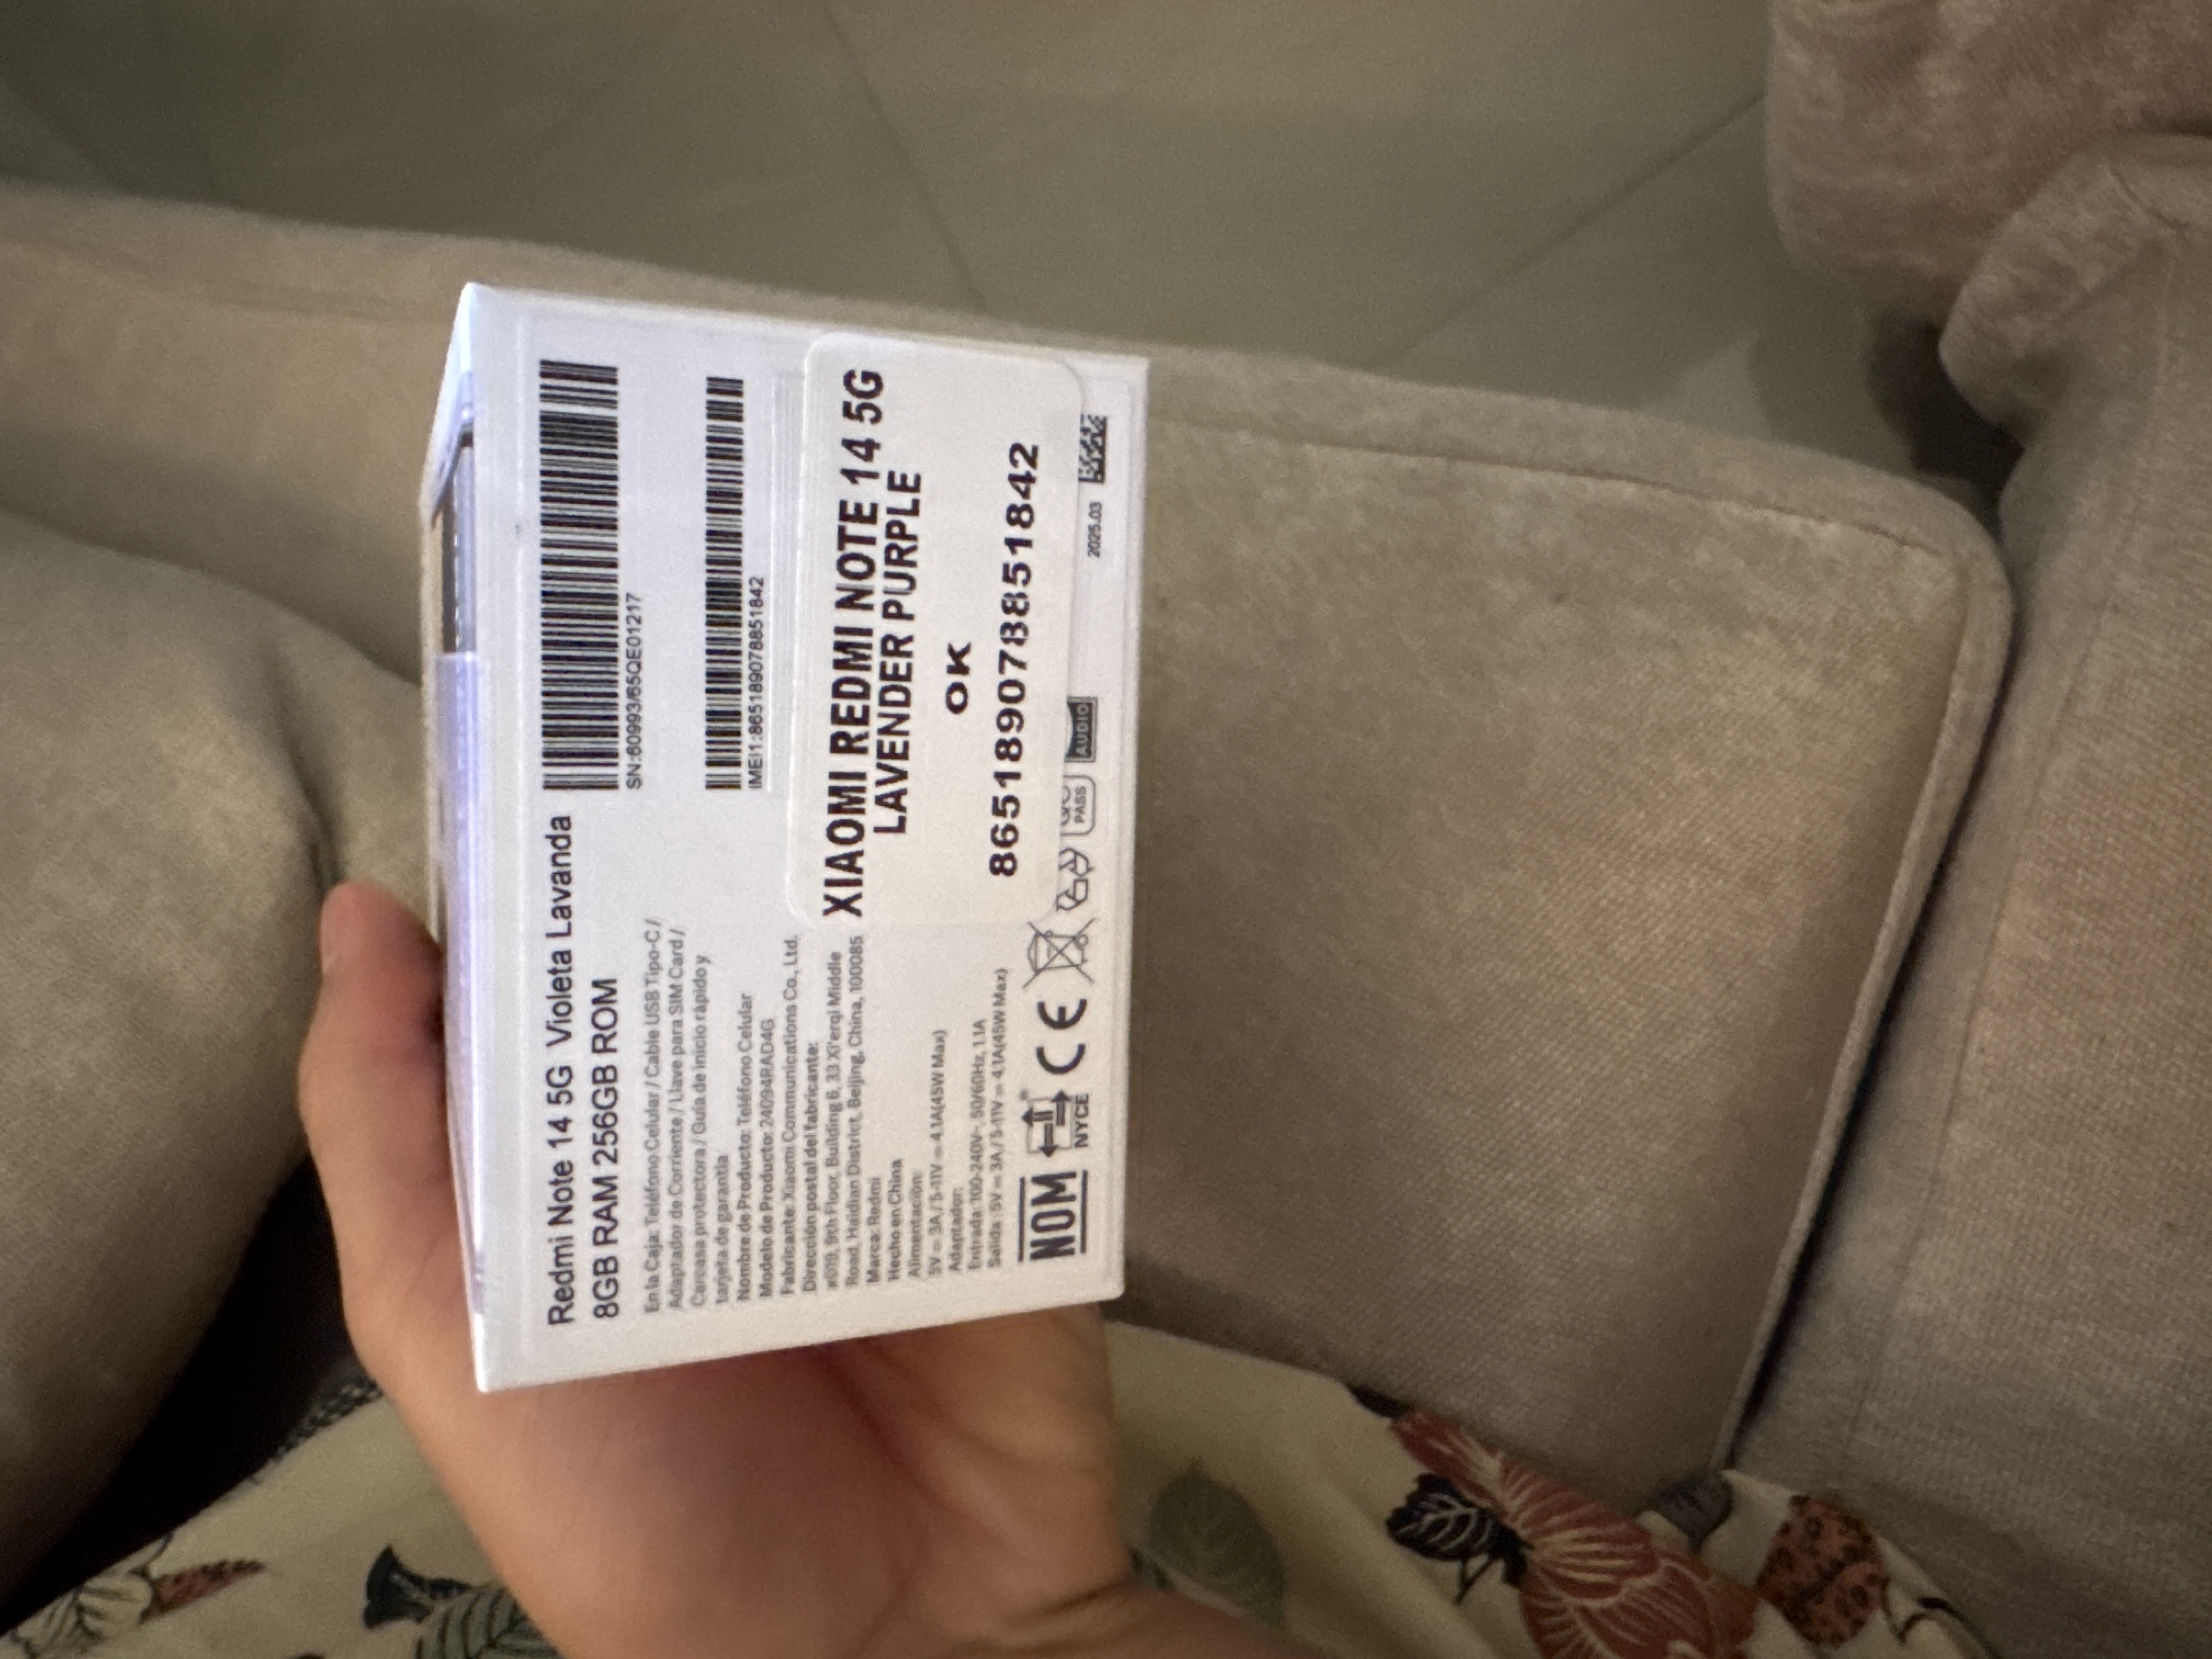 Redmi Note 14 5G Violeta Lavanda
8GB RAM 256GB ROM
En la Caja: Teléfono Celular / Cable USB Tipo-C /
Adaptador de Corriente / Llave para SIM Card /
Carcasa protectora / Guía de inicio rápido y
tarjeta de garantía
Nombre de Producto: Teléfono Celular
Modelo de Producto: 24094RAD4G
Fabricante: Xiaomi Communications Co., Ltd.
Dirección postal del fabricante:
#019, 9th Floor, Building 6, 33 Xi'erqi Middle
Road, Haidian District, Beijing, China, 100085
Marca: Redmi
Hecho en China
Alimentación:
5V⎓3A/5-11V⎓4.1A(45W Max)
Adaptador:
Entrada: 100-240V~, 50/60Hz, 1.1A
Salida: 5V⎓3A/5-11V⎓4.1A(45W Max)
NOM
NYCE
CE
SN:60993/65QE01217
IMEI1:865189078851842
XIAOMI REDMI NOTE 14 5G
LAVENDER PURPLE
OK
865189078851842
PASS
AUDIO
2025.03